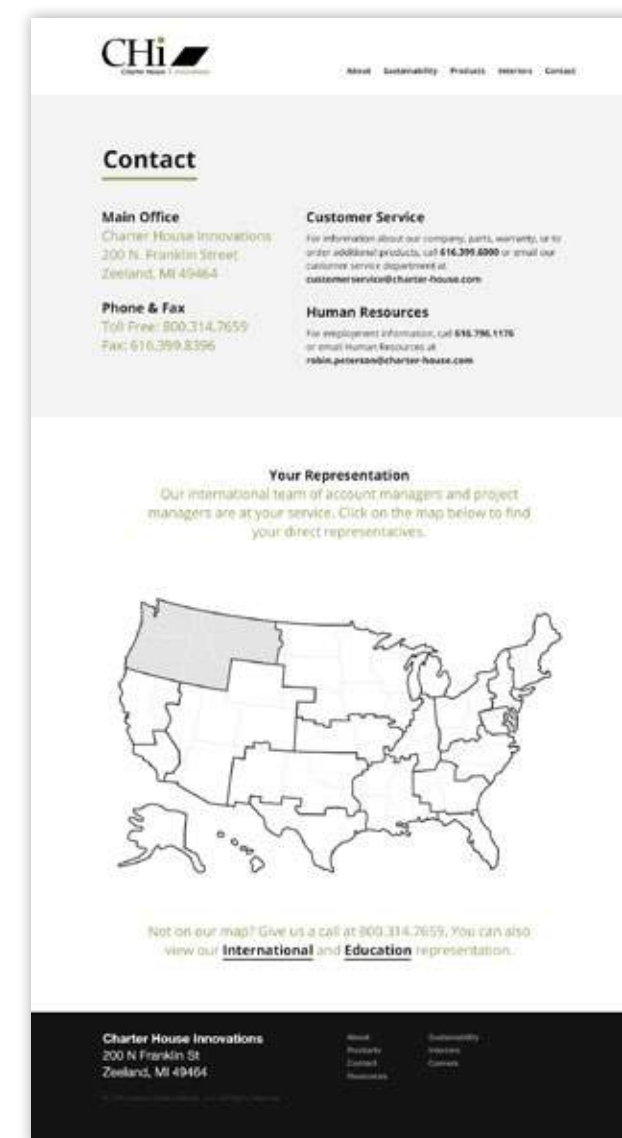 CHi
Charter House Innovations
About Sustainability Products Interiors Contact
Contact
Main Office
Charter House Innovations
200 N. Franklin Street
Zeeland, MI 49464
Phone & Fax
Toll Free: 800.314.7659
Fax: 616.399.8396
Customer Service
For information about our company, parts, warranty, or to
order additional products, call 616.399.6000 or email our
customer service department at
customerservice@charter-house.com
Human Resources
For employment information, call 616.796.1176
or email Human Resources at
robin.peterson@charter-house.com
Your Representation
Our international team of account managers and project
managers are at your service. Click on the map below to find
your direct representatives.
Not on our map? Give us a call at 800.314.7659. You can also
view our International and Education representation.
Charter House Innovations
200 N Franklin St
Zeeland, MI 49464
About
Products
Contact
Resources
Sustainability
Interiors
Careers